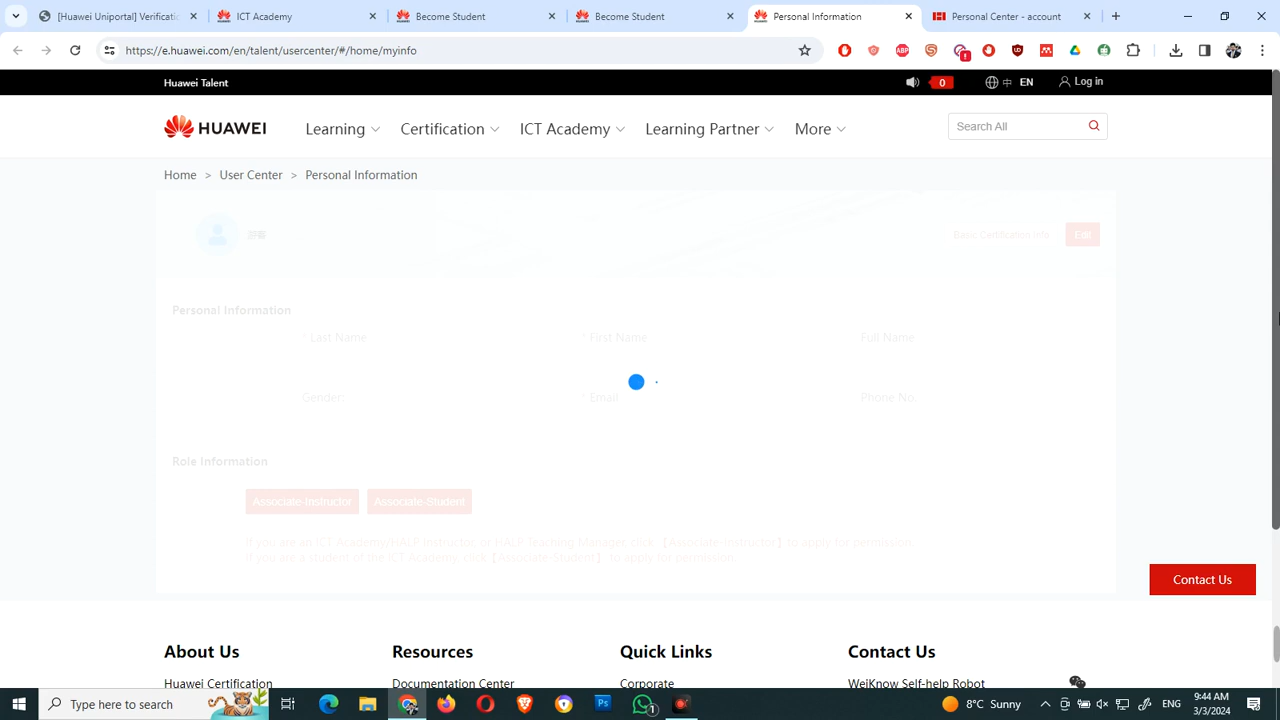 [Huawei Uniportal] Verificatio
ICT Academy
Become Student
Become Student
Personal Information
Personal Center - account
https://e.huawei.com/en/talent/usercenter/#/home/myinfo
Huawei Talent
0
中 EN
Log in
HUAWEI
Learning
Certification
ICT Academy
Learning Partner
More
Search All
Home > User Center > Personal Information
Basic Certification Info
Edit
Personal Information
* Last Name
* First Name
Full Name
Gender:
* Email
Phone No.
Role Information
Associate-Instructor
Associate-Student
If you are an ICT Academy/HALP Instructor, or HALP Learning Manager, click 【Associate-Instructor】 to apply for permission.
If you are a student of the ICT Academy, click 【Associate-Student】 to apply for permission.
Contact Us
About Us
Resources
Quick Links
Contact Us
Huawei Certification
Documentation Center
Corporate
WeiKnow Self-help Robot
Type here to search
1
8°C Sunny
ENG
9:44 AM
3/3/2024